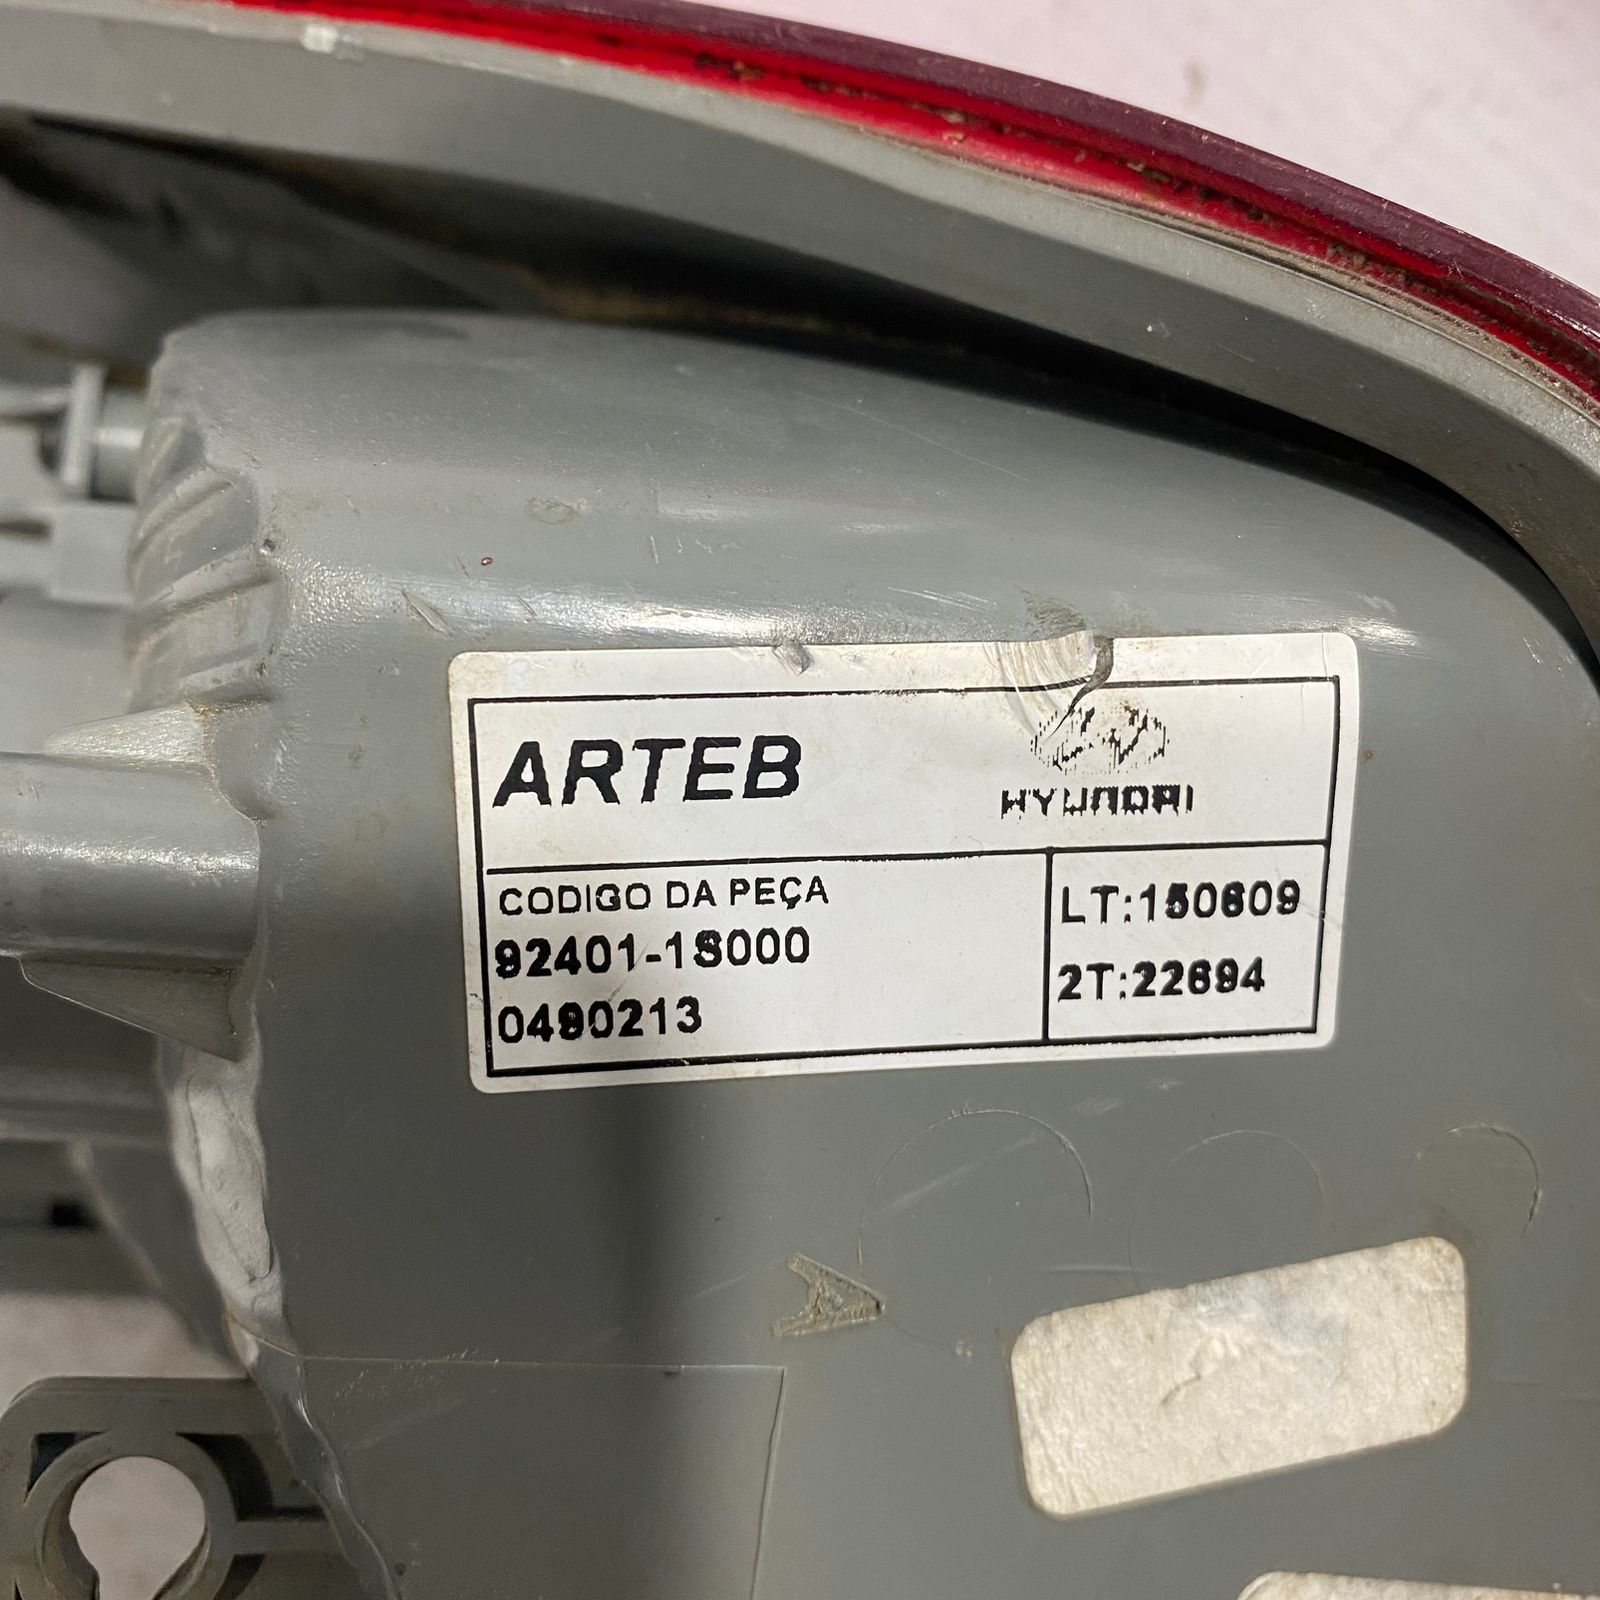 ARTEB
HYUNDAI
CODIGO DA PEÇA
92401-1S000
0490213
LT:150609
2T:22694
A